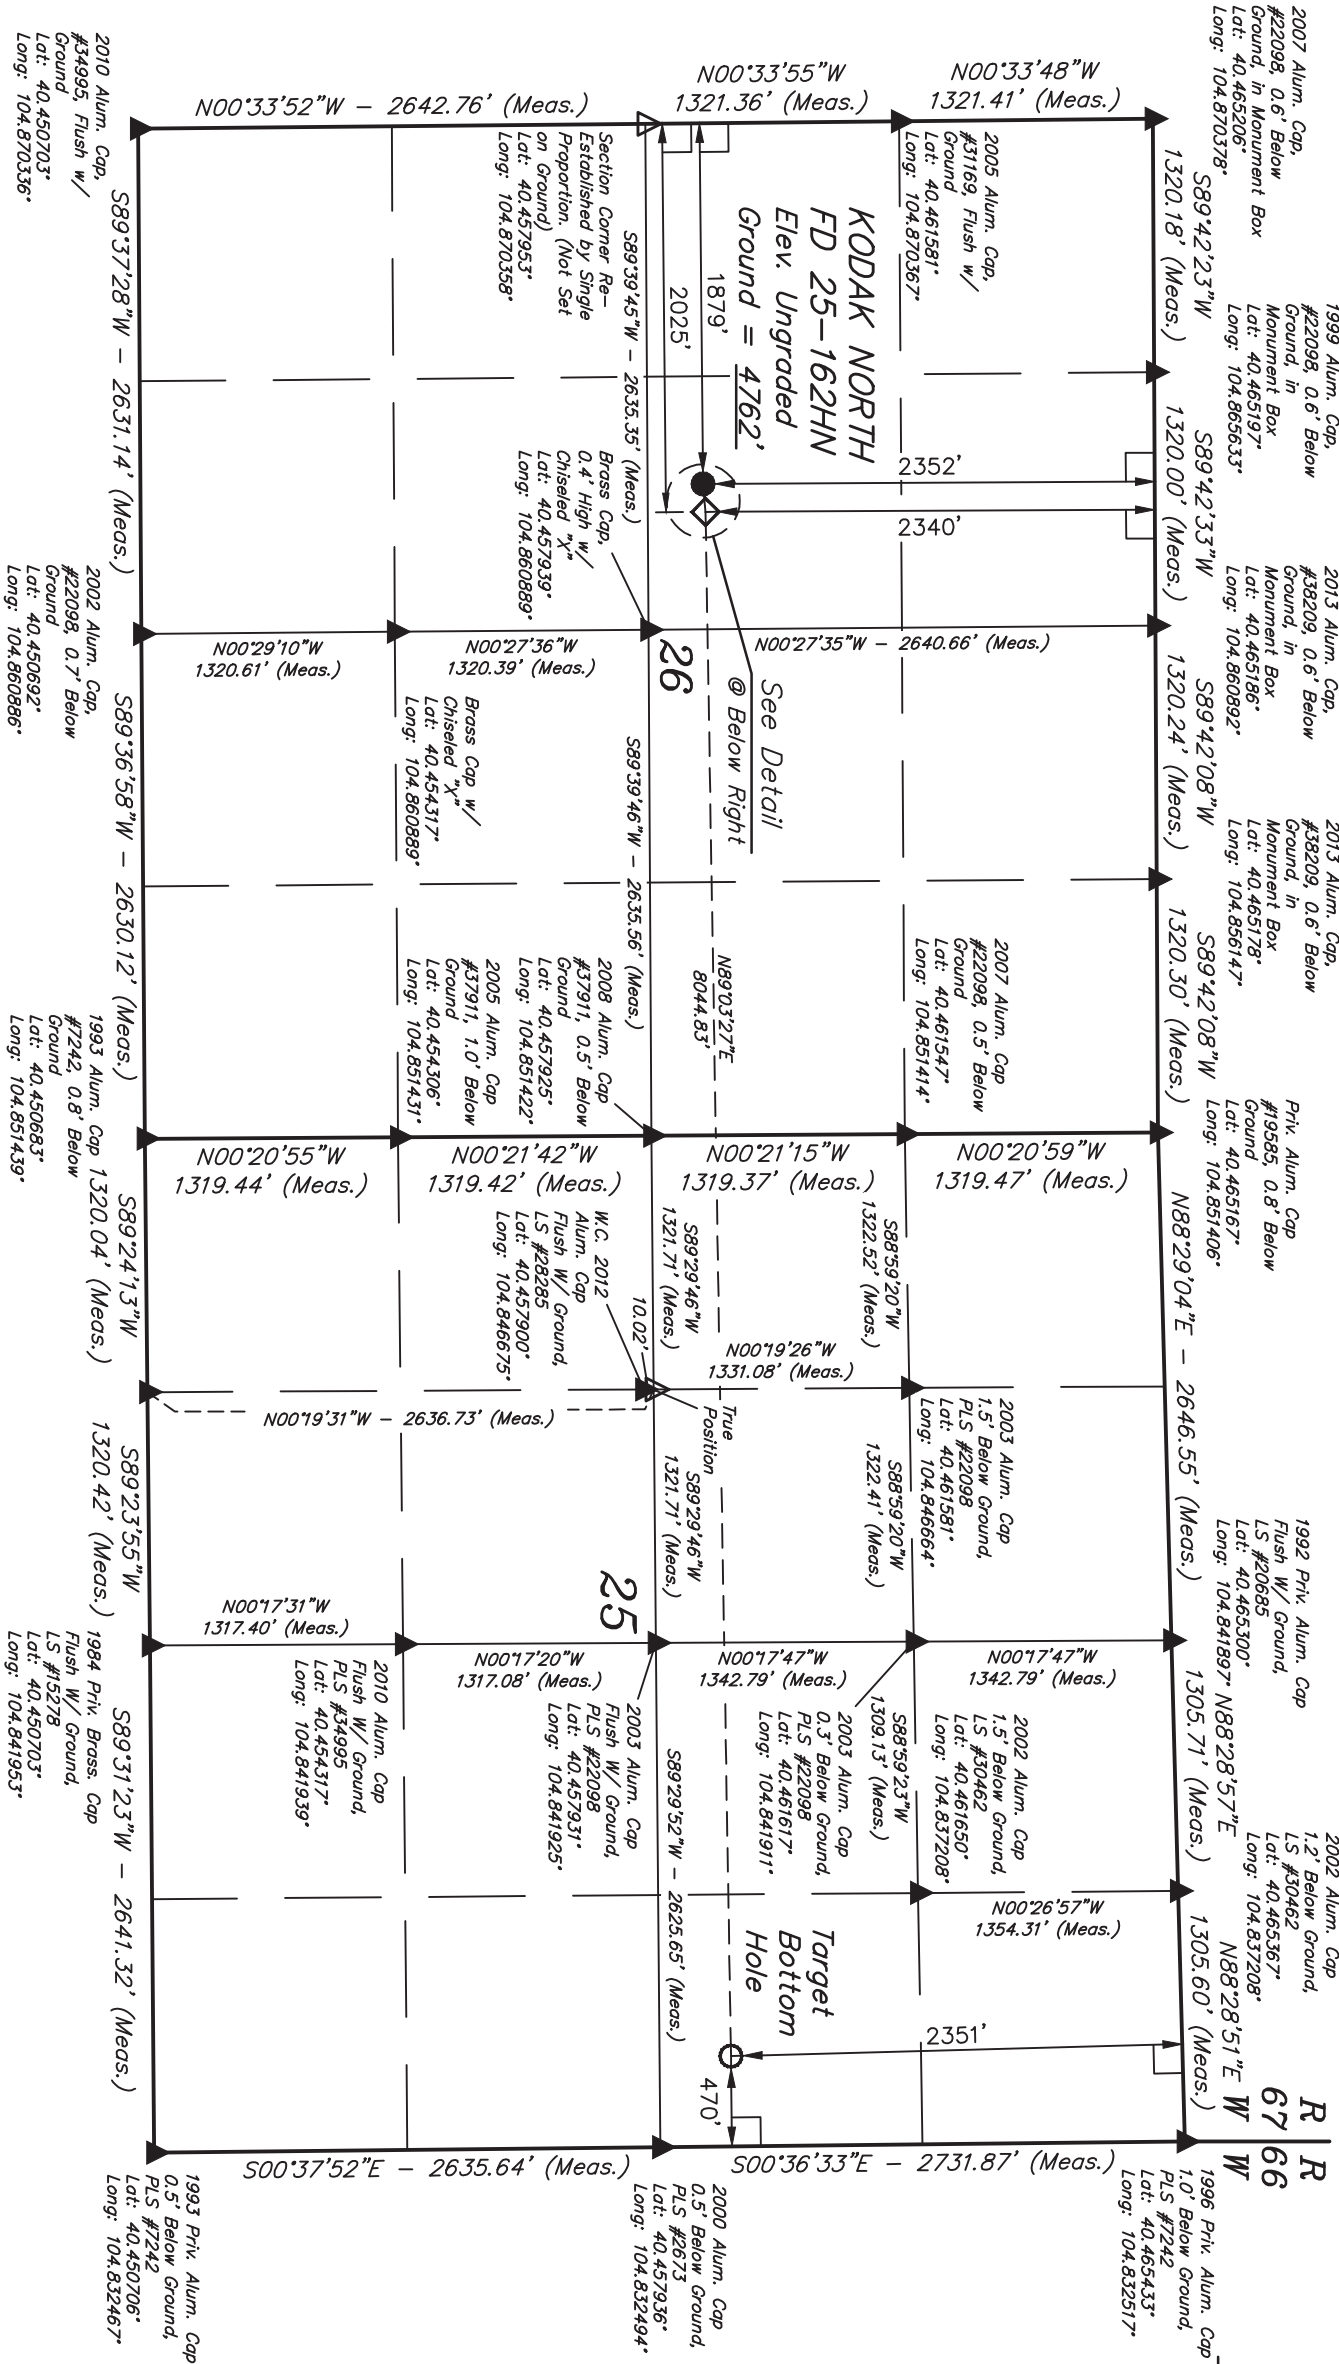 2007 Alum. Cap,
#22098, 0.6' Below
Ground, in Monument Box
Lat: 40.465206°
Long: 104.870378°
1999 Alum. Cap,
#22098, 0.6' Below
Ground, in
Monument Box
Lat: 40.465197°
Long: 104.865633°
2013 Alum. Cap,
#38209, 0.6' Below
Ground, in
Monument Box
Lat: 40.465186°
Long: 104.860892°
2013 Alum. Cap,
#38209, 0.6' Below
Ground, in
Monument Box
Lat: 40.465178°
Long: 104.856147°
Priv. Alum. Cap
#19585, 0.8' Below
Ground
Lat: 40.465167°
Long: 104.851406°
1992 Priv. Alum. Cap
Flush W/ Ground,
LS #20685
Lat: 40.465300°
Long: 104.841897°
2002 Alum. Cap
1.2' Below Ground,
LS #30462
Lat: 40.465367°
Long: 104.837208°
R R
67 66
W W
1996 Priv. Alum. Cap
1.0' Below Ground,
PLS #7242
Lat: 40.465433°
Long: 104.832517°
S89°42'23"W
1320.18' (Meas.)
S89°42'33"W
1320.00' (Meas.)
S89°42'08"W
1320.24' (Meas.)
S89°42'08"W
1320.30' (Meas.)
N88°29'04"E - 2646.55' (Meas.)
N88°28'57"E
1305.71' (Meas.)
N88°28'51"E
1305.60' (Meas.)
N00°33'48"W
1321.41' (Meas.)
N00°33'55"W
1321.36' (Meas.)
N00°33'52"W - 2642.76' (Meas.)
2005 Alum. Cap,
#31169, Flush w/
Ground
Lat: 40.461581°
Long: 104.870367°
KODAK NORTH
FD 25-162HN
Elev. Ungraded
Ground = 4762'
1879'
2025'
2352'
2340'
See Detail
@ Below Right
N00°27'35"W - 2640.66' (Meas.)
26
N89°03'27"E
8044.83'
2007 Alum. Cap
#22098, 0.5' Below
Ground
Lat: 40.461547°
Long: 104.851414°
Section Corner Re-
Established by Single
Proportion. (Not Set
on Ground)
Lat: 40.457953°
Long: 104.870358°
S89°39'45"W - 2635.35' (Meas.)
Brass Cap,
0.4' High w/
Chiseled "X"
Lat: 40.457939°
Long: 104.860889°
S89°39'46"W - 2635.56' (Meas.)
2008 Alum. Cap
#37911, 0.5' Below
Ground
Lat: 40.457925°
Long: 104.851422°
N00°29'10"W
1320.61' (Meas.)
N00°27'36"W
1320.39' (Meas.)
Brass Cap w/
Chiseled "X"
Lat: 40.454317°
Long: 104.860889°
2005 Alum. Cap
#37911, 1.0' Below
Ground
Lat: 40.454306°
Long: 104.851431°
N00°20'59"W
1319.47' (Meas.)
N00°21'15"W
1319.37' (Meas.)
N00°21'42"W
1319.42' (Meas.)
N00°20'55"W
1319.44' (Meas.)
S88°59'20"W
1322.52' (Meas.)
S89°29'46"W
1321.71' (Meas.)
N00°19'26"W
1331.08' (Meas.)
W.C. 2012
Alum. Cap
Flush W/ Ground,
LS #28285
Lat: 40.457900°
Long: 104.846675°
10.02'
True
Position
N00°19'31"W - 2636.73' (Meas.)
2003 Alum. Cap
1.5' Below Ground,
PLS #22098
Lat: 40.461581°
Long: 104.846664°
S88°59'20"W
1322.41' (Meas.)
S89°29'46"W
1321.71' (Meas.)
25
N00°17'47"W
1342.79' (Meas.)
N00°17'47"W
1342.79' (Meas.)
N00°17'20"W
1317.08' (Meas.)
N00°17'31"W
1317.40' (Meas.)
2002 Alum. Cap
1.5' Below Ground,
LS #30462
Lat: 40.461650°
Long: 104.837208°
S88°59'23"W
1309.13' (Meas.)
2003 Alum. Cap
0.3' Below Ground,
PLS #22098
Lat: 40.461617°
Long: 104.841911°
N00°26'57"W
1354.31' (Meas.)
Target
Bottom
Hole
2351'
470'
2003 Alum. Cap
Flush W/ Ground,
PLS #22098
Lat: 40.457931°
Long: 104.841925°
S89°29'52"W - 2625.65' (Meas.)
2010 Alum. Cap
Flush W/ Ground,
PLS #34995
Lat: 40.454317°
Long: 104.841939°
S00°36'33"E - 2731.87' (Meas.)
S00°37'52"E - 2635.64' (Meas.)
2000 Alum. Cap
0.5' Below Ground,
PLS #2673
Lat: 40.457936°
Long: 104.832494°
S89°37'28"W - 2631.14' (Meas.)
S89°36'58"W - 2630.12' (Meas.)
S89°24'13"W
1320.04' (Meas.)
S89°23'55"W
1320.42' (Meas.)
S89°31'23"W - 2641.32' (Meas.)
2010 Alum. Cap,
#34995, Flush w/
Ground
Lat: 40.450703°
Long: 104.870336°
2002 Alum. Cap,
#22098, 0.7' Below
Ground
Lat: 40.450692°
Long: 104.860886°
1993 Alum. Cap
#7242, 0.8' Below
Ground
Lat: 40.450683°
Long: 104.851439°
1984 Priv. Brass. Cap
Flush W/ Ground,
LS #15278
Lat: 40.450703°
Long: 104.841953°
1993 Priv. Alum. Cap
0.5' Below Ground,
PLS #7242
Lat: 40.450706°
Long: 104.832467°